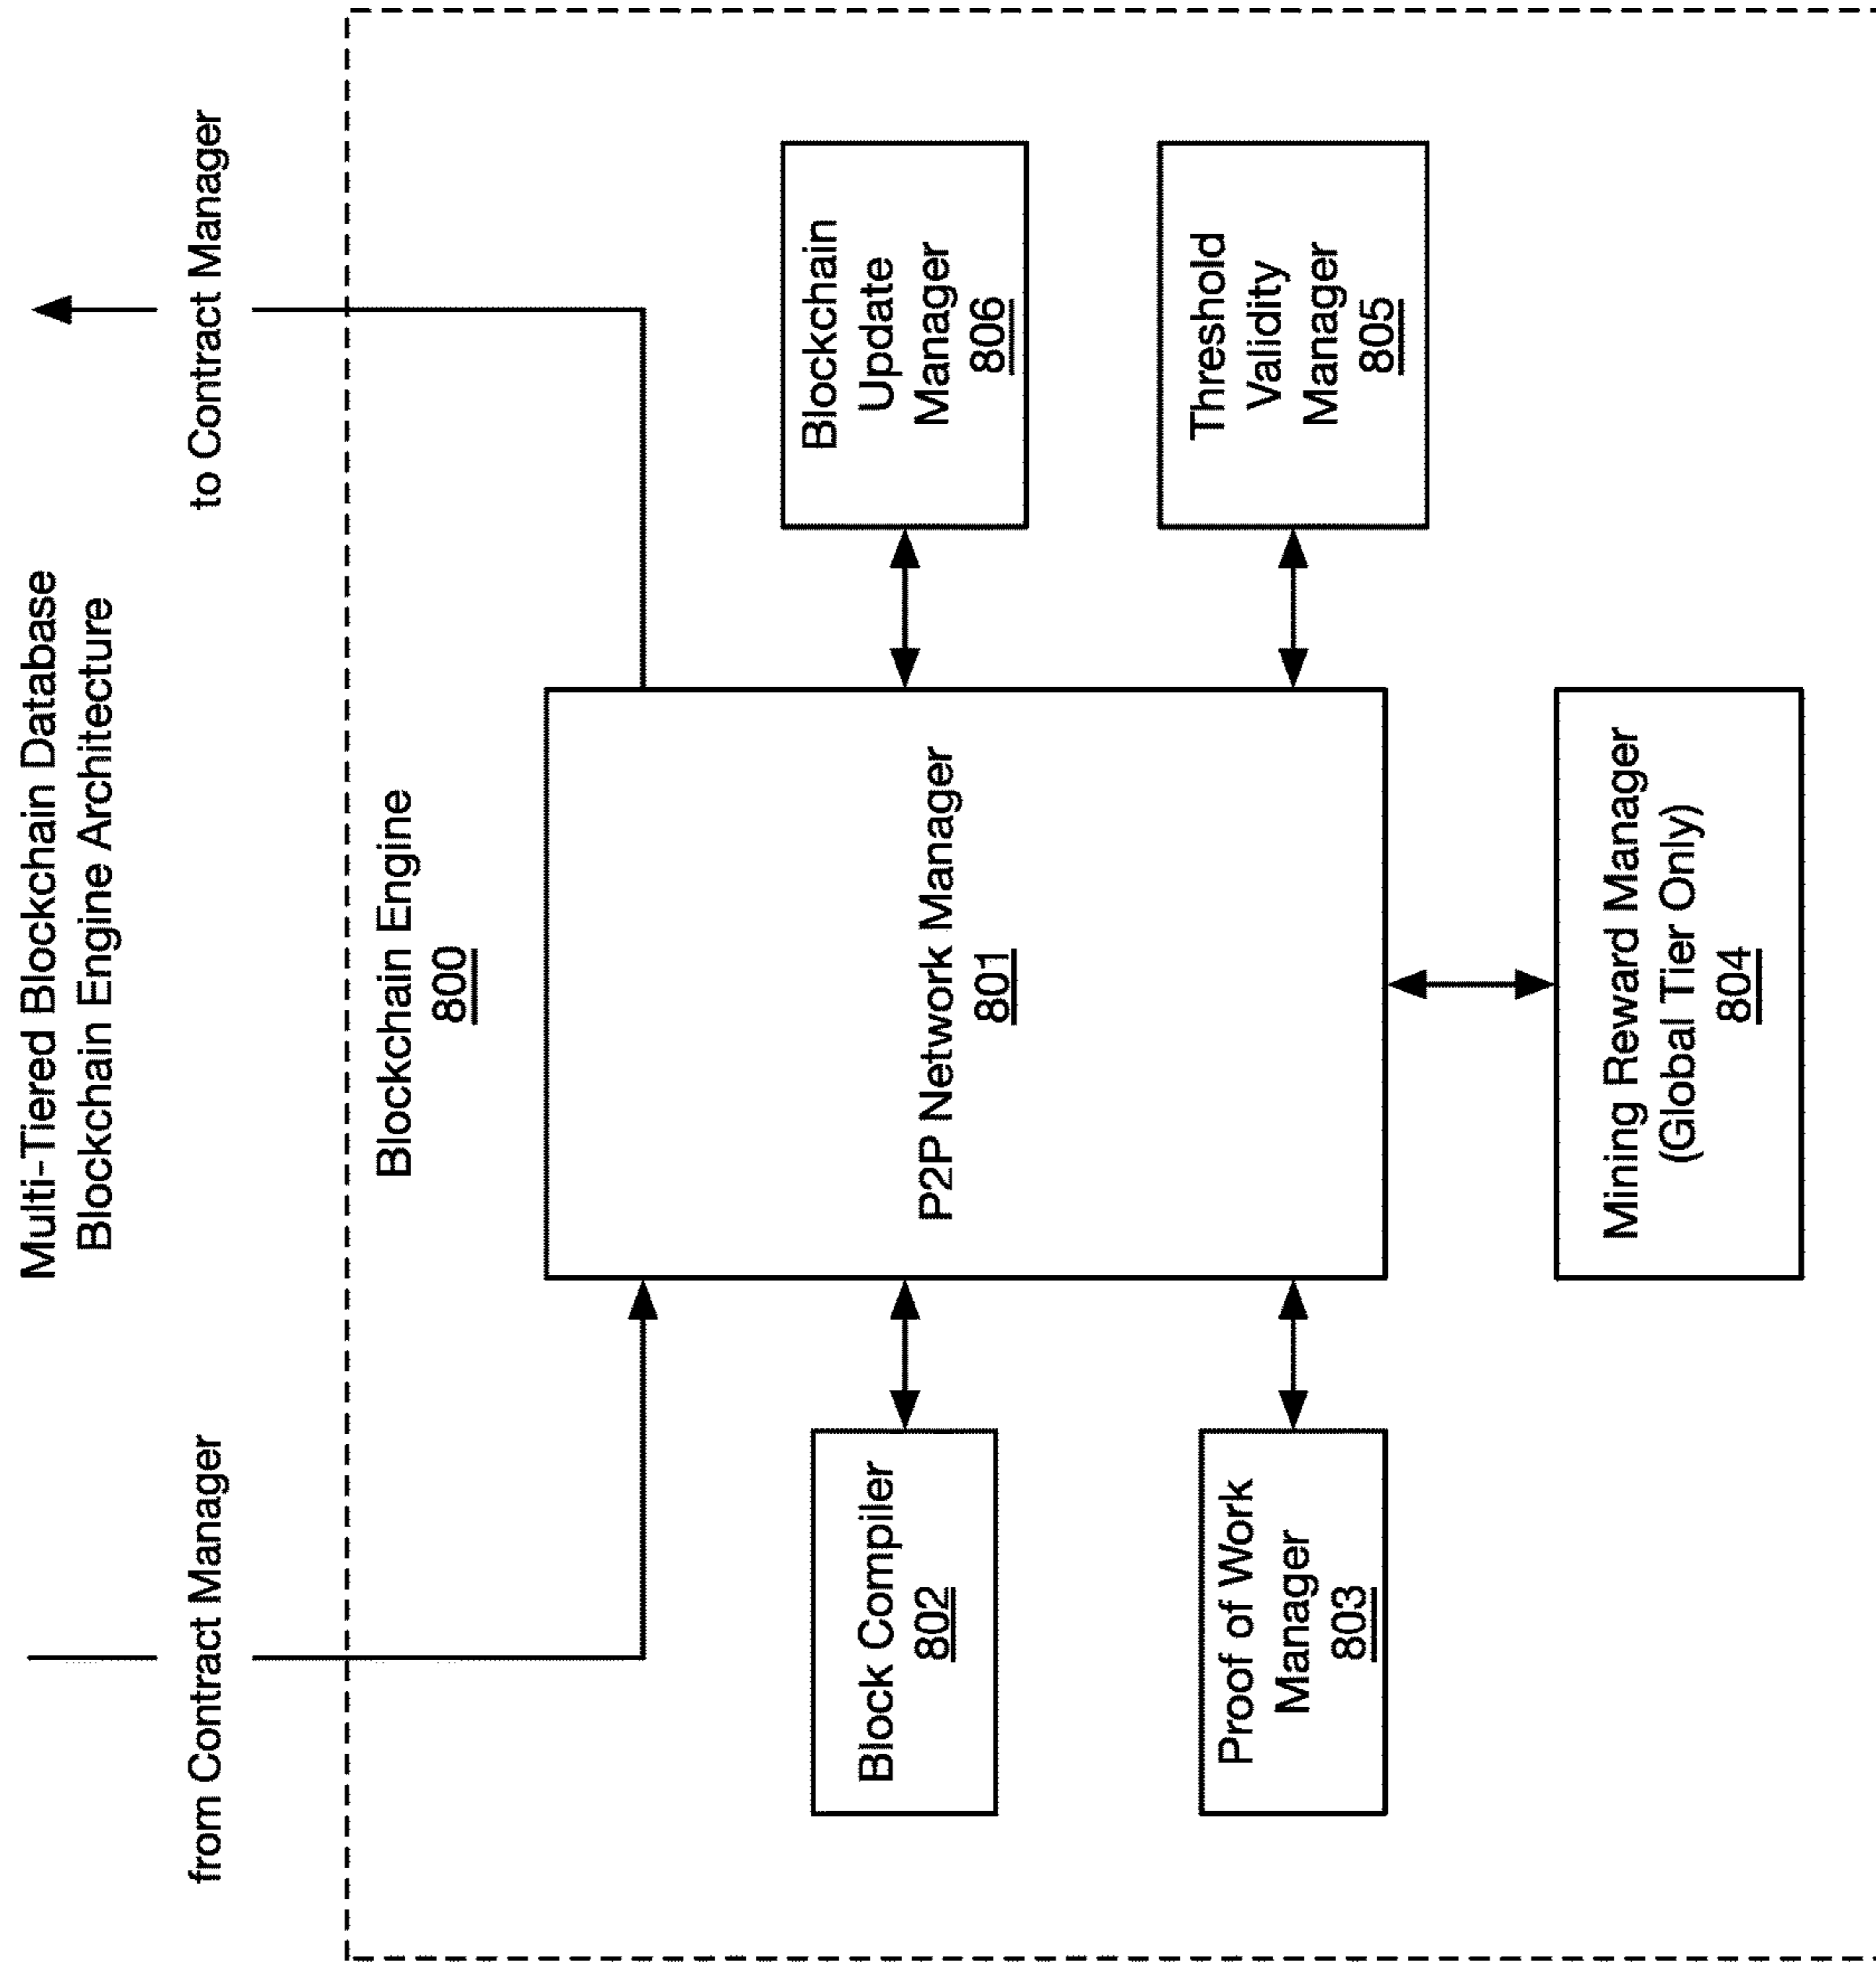 Multi-Tiered Blockchain Database
Blockchain Engine Architecture
from Contract Manager
to Contract Manager
Blockchain Engine
800
P2P Network Manager
801
Block Compiler
802
Blockchain
Update
Manager
806
Proof of Work
Manager
803
Threshold
Validity
Manager
805
Mining Reward Manager
(Global Tier Only)
804